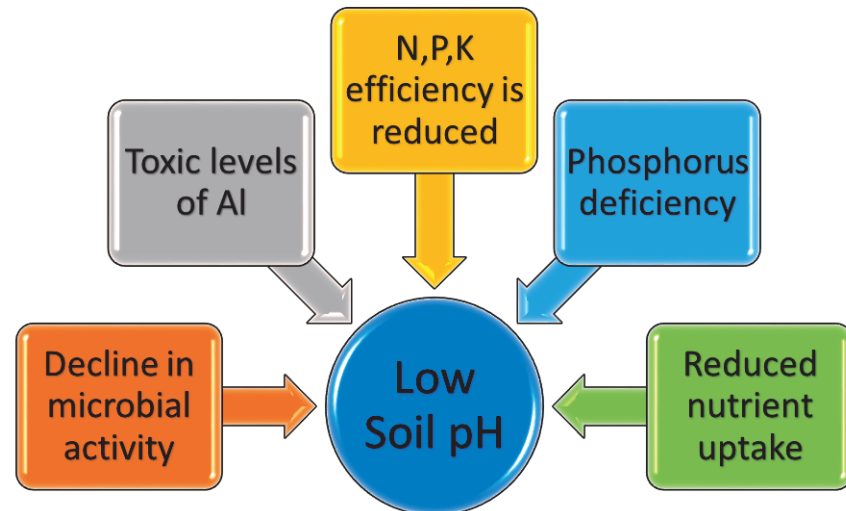 N,P,K
efficiency is
reduced
Toxic levels
of Al
Phosphorus
deficiency
Decline in
microbial
activity
Low
Soil pH
Reduced
nutrient
uptake